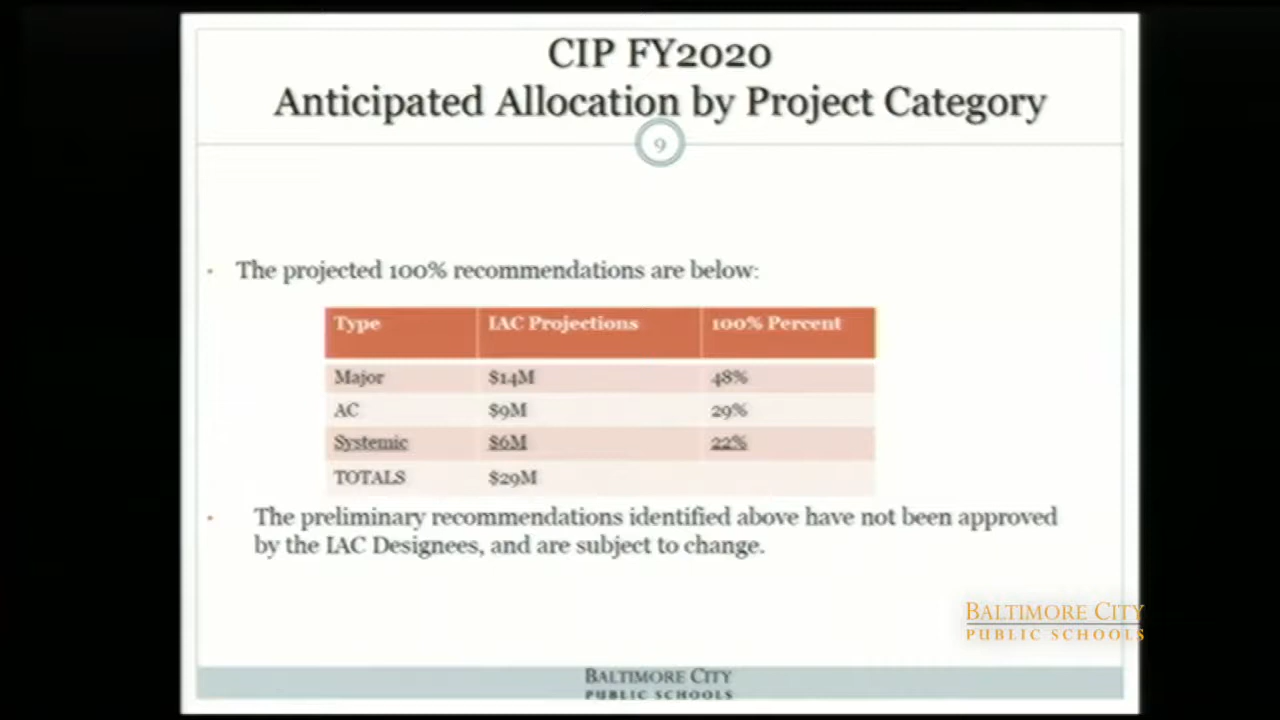 CIP FY2020
Anticipated Allocation by Project Category
9
• The projected 100% recommendations are below:
Type IAC Projections 100% Percent
Major $14M 48%
AC $9M 29%
Systemic $6M 22%
TOTALS $29M
• The preliminary recommendations identified above have not been approved
by the IAC Designees, and are subject to change.
BALTIMORE CITY
PUBLIC SCHOOLS
BALTIMORE CITY
PUBLIC SCHOOLS